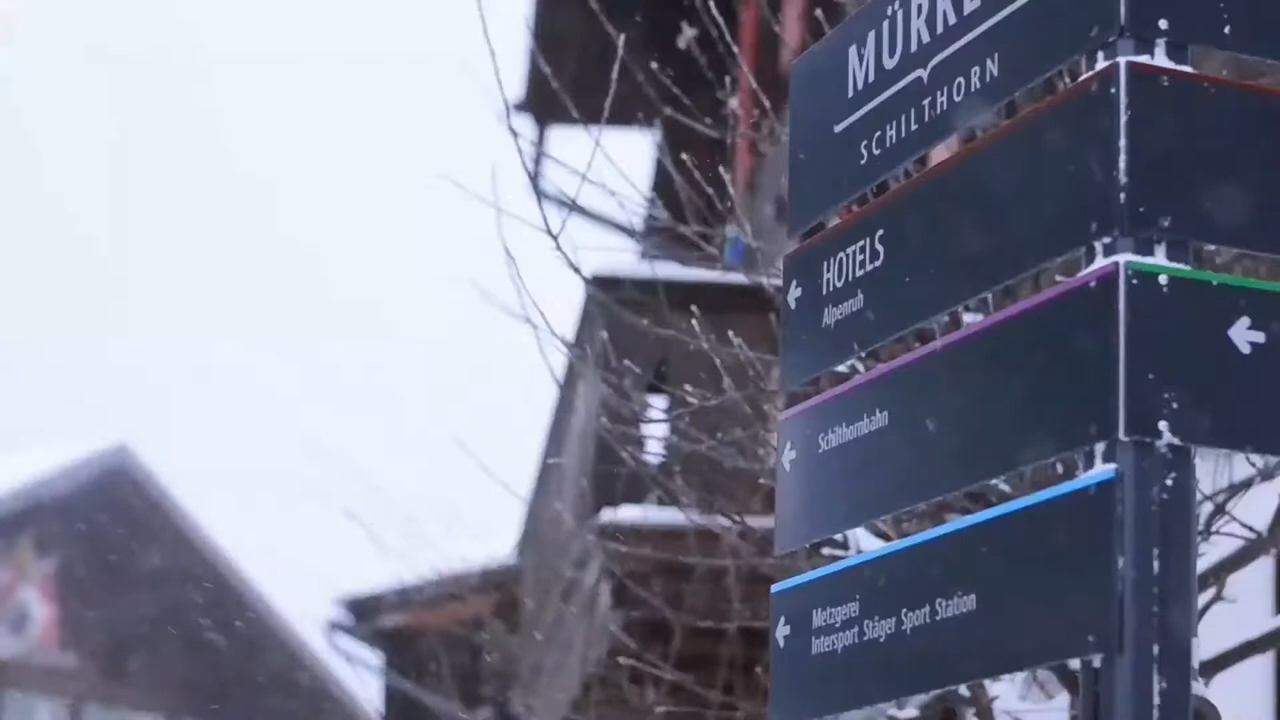 SCHILTHORN
HOTELS
Alpenruh
Schilthornbahn
Metzgerei
Intersport Stäger Sport Station